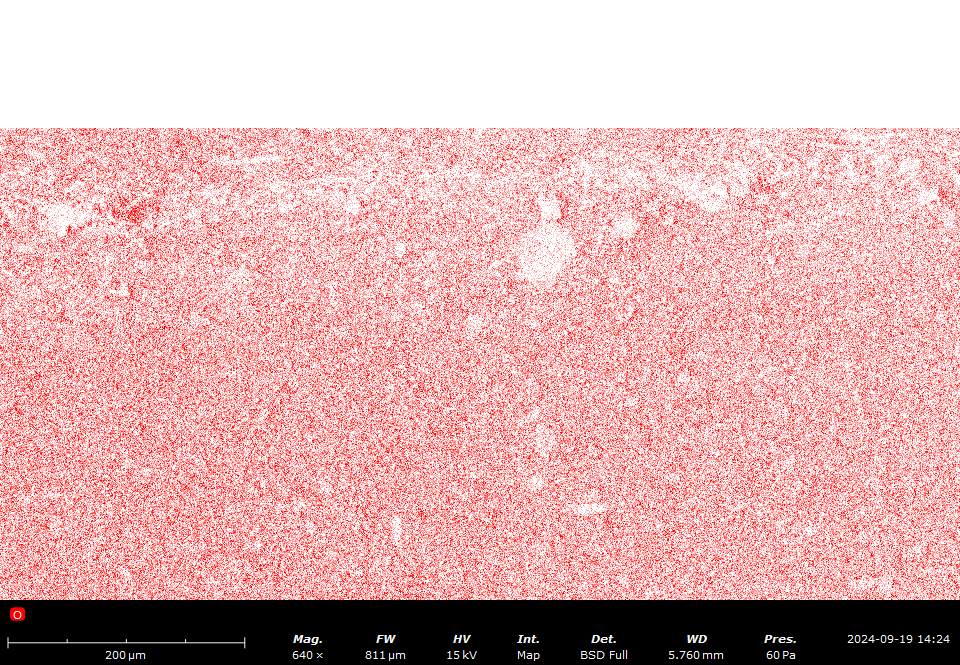 O
Mag. FW HV Int. Det. WD Pres. 2024-09-19 14:24
200 µm 640 × 811 µm 15 kV Map BSD Full 5.760 mm 60 Pa